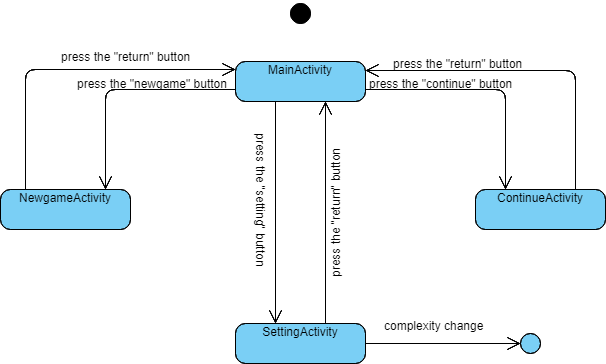 press the "return" button
MainActivity
press the "return" button
press the "newgame" button
press the "continue" button
press the "setting" button
press the "return" button
NewgameActivity
ContinueActivity
SettingActivity
complexity change